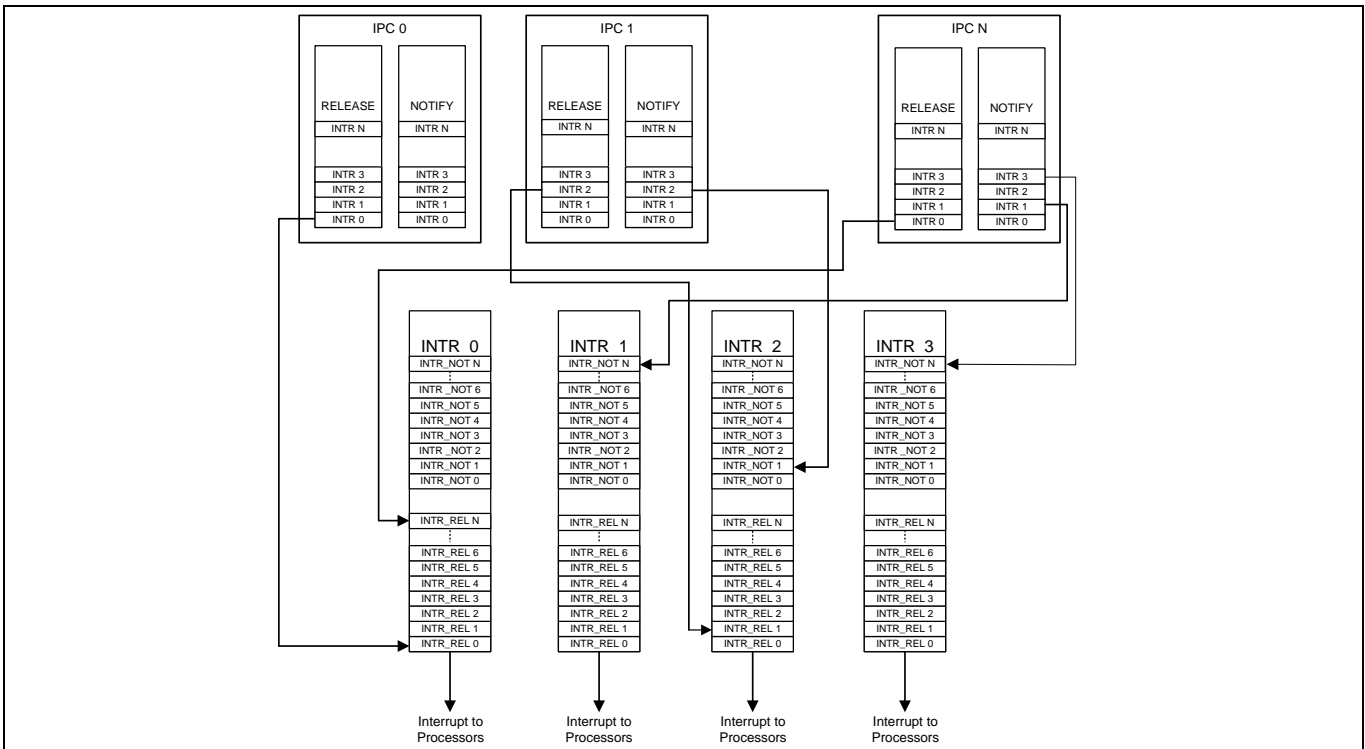 IPC 0
RELEASE
INTR N
INTR 3
INTR 2
INTR 1
INTR 0
NOTIFY
INTR N
INTR 3
INTR 2
INTR 1
INTR 0
IPC 1
RELEASE
INTR N
INTR 3
INTR 2
INTR 1
INTR 0
NOTIFY
INTR N
INTR 3
INTR 2
INTR 1
INTR 0
IPC N
RELEASE
INTR N
INTR 3
INTR 2
INTR 1
INTR 0
NOTIFY
INTR N
INTR 3
INTR 2
INTR 1
INTR 0
INTR 0
INTR_NOT N
INTR _NOT 6
INTR_NOT 5
INTR_NOT 4
INTR_NOT 3
INTR _NOT 2
INTR_NOT 1
INTR_NOT 0
INTR_REL N
INTR_REL 6
INTR_REL 5
INTR_REL 4
INTR_REL 3
INTR_REL 2
INTR_REL 1
INTR_REL 0
Interrupt to
Processors
INTR 1
INTR_NOT N
INTR _NOT 6
INTR_NOT 5
INTR_NOT 4
INTR_NOT 3
INTR _NOT 2
INTR_NOT 1
INTR_NOT 0
INTR_REL N
INTR_REL 6
INTR_REL 5
INTR_REL 4
INTR_REL 3
INTR_REL 2
INTR_REL 1
INTR_REL 0
Interrupt to
Processors
INTR 2
INTR_NOT N
INTR _NOT 6
INTR_NOT 5
INTR_NOT 4
INTR_NOT 3
INTR _NOT 2
INTR_NOT 1
INTR_NOT 0
INTR_REL N
INTR_REL 6
INTR_REL 5
INTR_REL 4
INTR_REL 3
INTR_REL 2
INTR_REL 1
INTR_REL 0
Interrupt to
Processors
INTR 3
INTR_NOT N
INTR _NOT 6
INTR_NOT 5
INTR_NOT 4
INTR_NOT 3
INTR _NOT 2
INTR_NOT 1
INTR_NOT 0
INTR_REL N
INTR_REL 6
INTR_REL 5
INTR_REL 4
INTR_REL 3
INTR_REL 2
INTR_REL 1
INTR_REL 0
Interrupt to
Processors